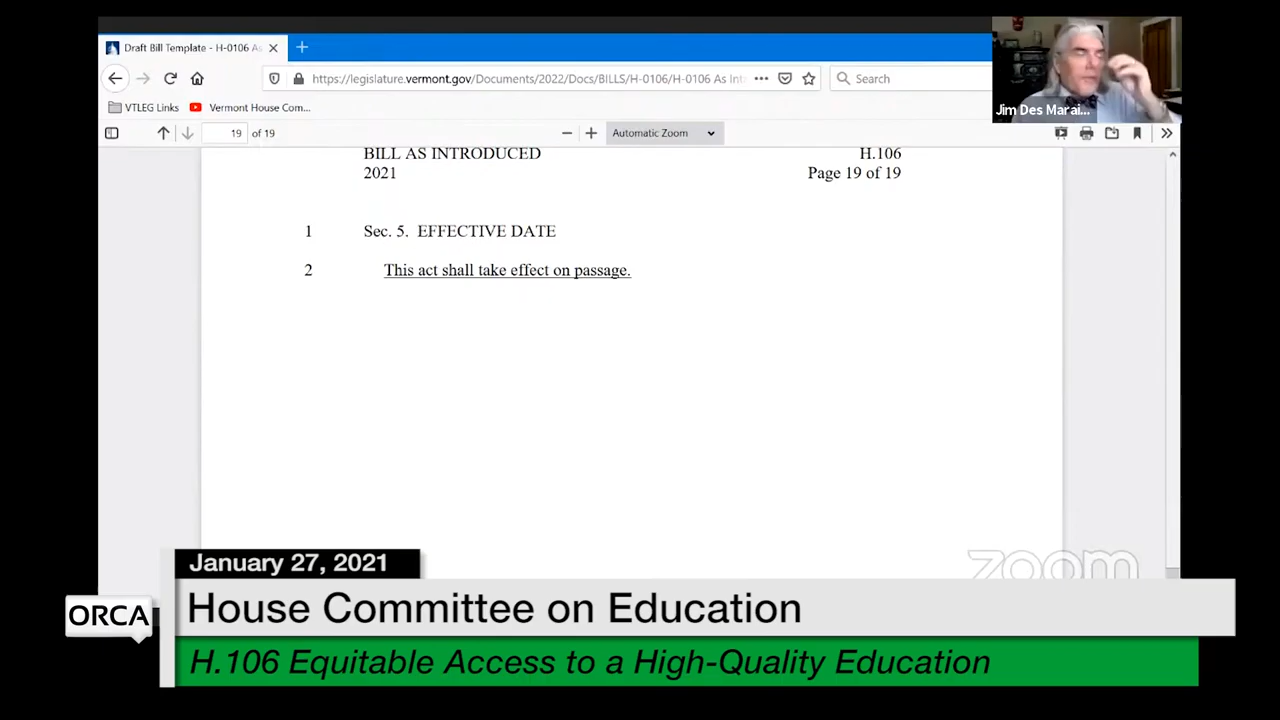 Draft Bill Template - H-0106 As
https://legislature.vermont.gov/Documents/2022/Docs/BILLS/H-0106/H-0106 As Int
Search
VTLEG Links
Vermont House Com...
19 of 19
Automatic Zoom
Jim Des Marai...
BILL AS INTRODUCED H.106
2021 Page 19 of 19
1 Sec. 5. EFFECTIVE DATE
2 This act shall take effect on passage.
zoom
January 27, 2021
ORCA
House Committee on Education
H.106 Equitable Access to a High-Quality Education